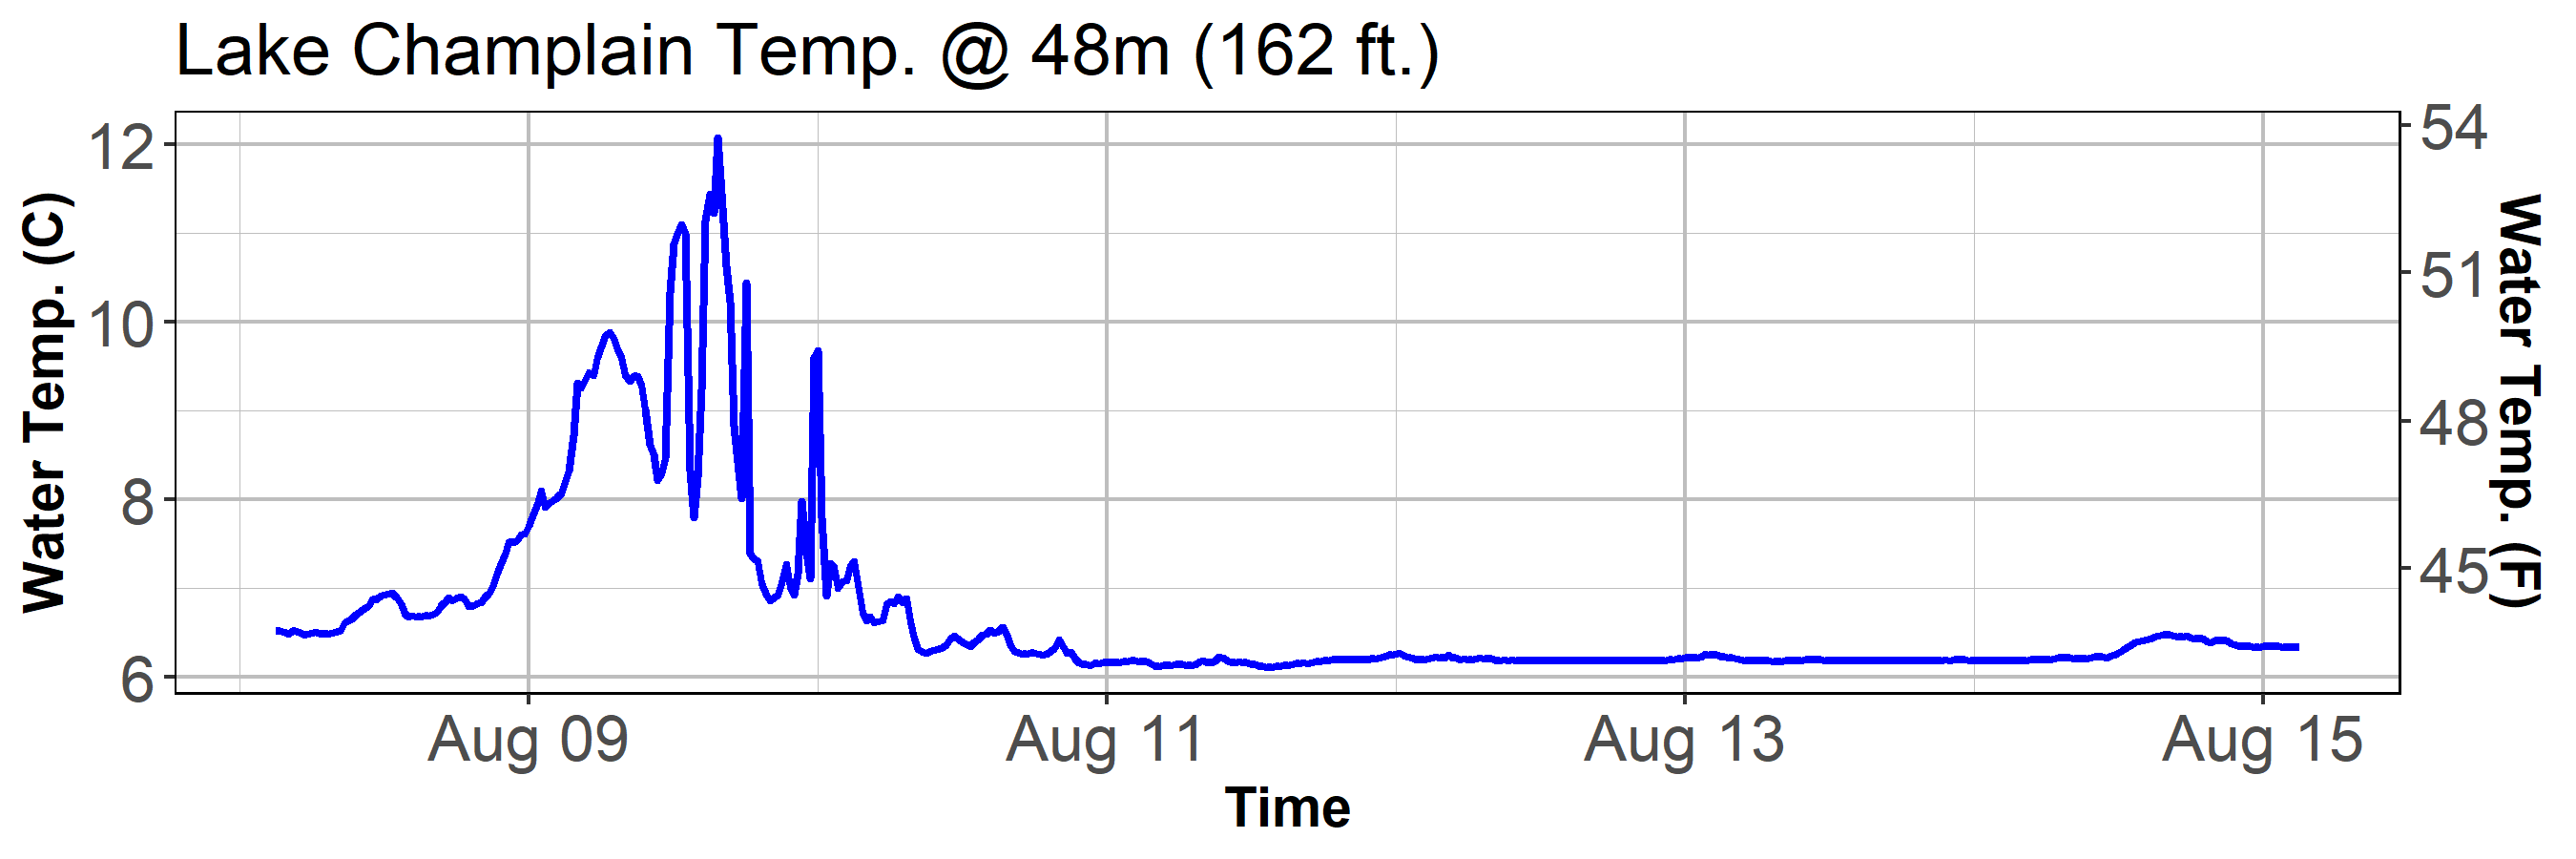 Lake Champlain Temp. @ 48m (162 ft.)
12
10
8
6
Water Temp. (C)
54
51
48
45
Water Temp. (F)
Aug 09 Aug 11 Aug 13 Aug 15
Time